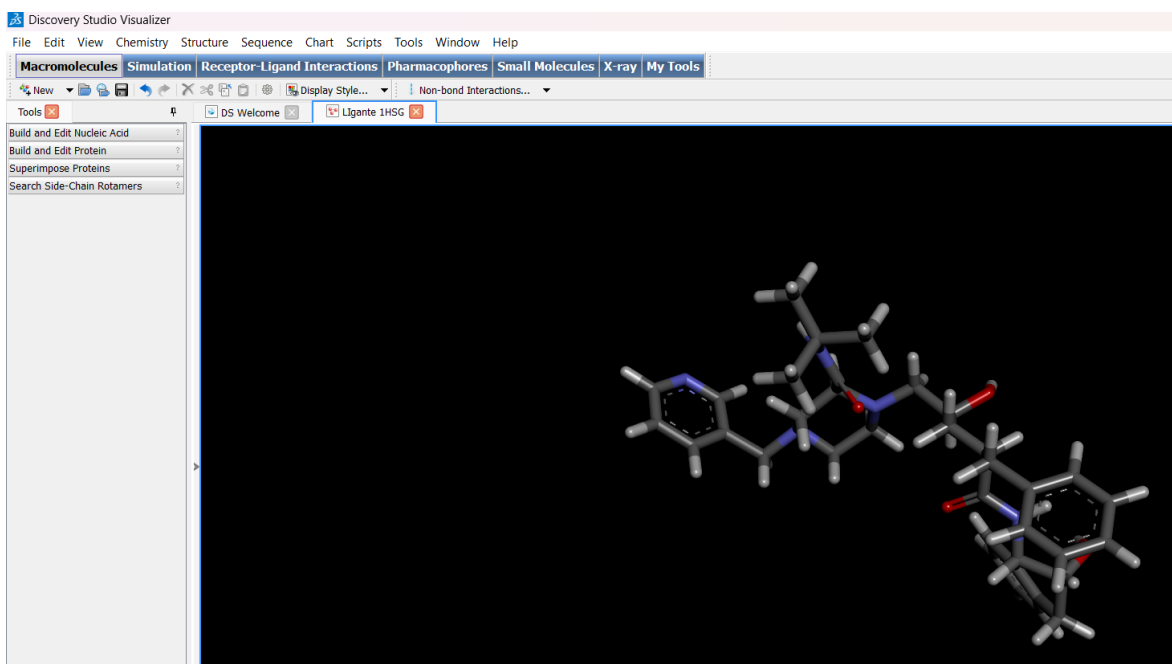 Discovery Studio Visualizer
File Edit View Chemistry Structure Sequence Chart Scripts Tools Window Help
Macromolecules Simulation Receptor-Ligand Interactions Pharmacophores Small Molecules X-ray My Tools
New Display Style... Non-bond Interactions...
Tools DS Welcome LIgante 1HSG
Build and Edit Nucleic Acid ?
Build and Edit Protein ?
Superimpose Proteins ?
Search Side-Chain Rotamers ?